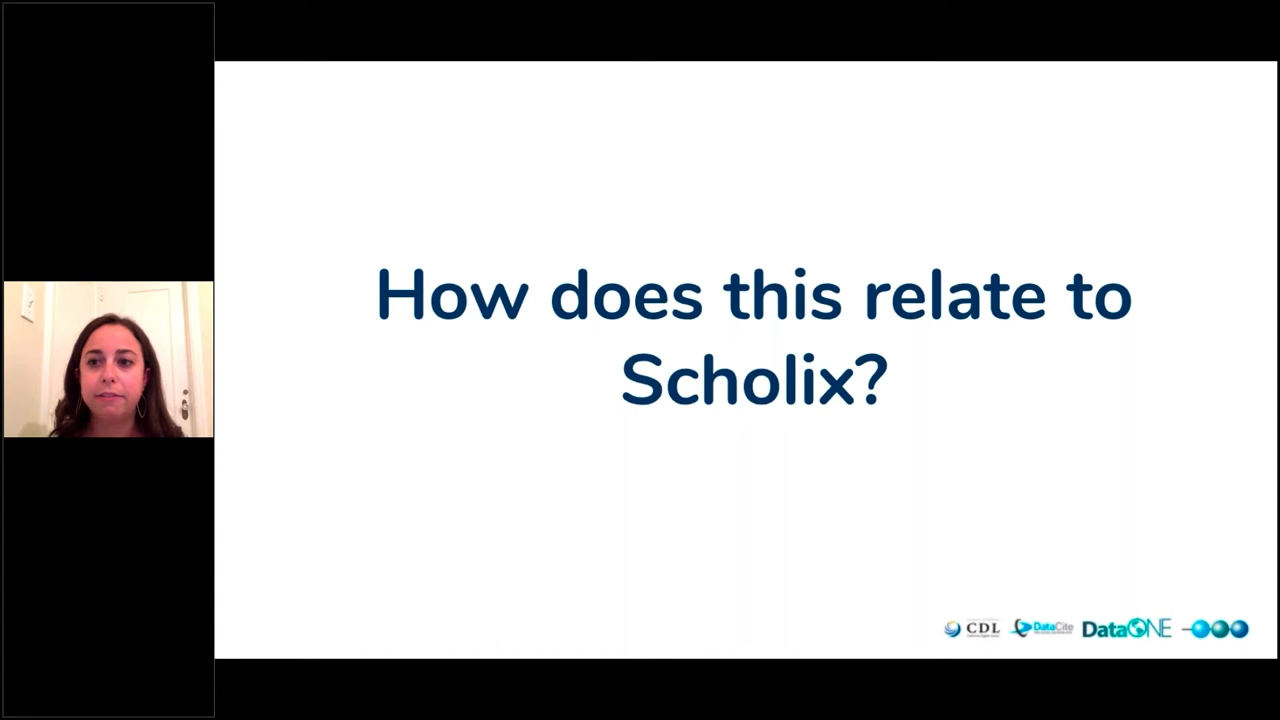 How does this relate to
Scholix?
CDL
DataCite
DataONE